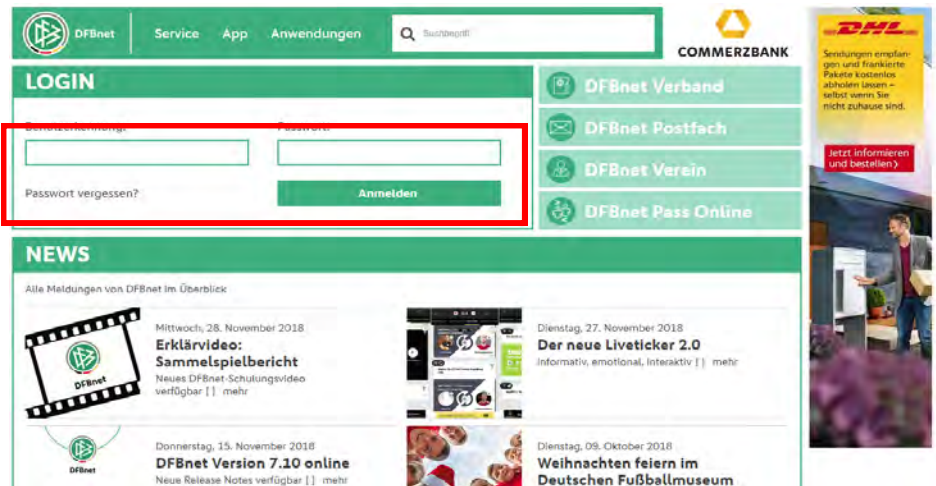 DFBnet
Service App Anwendungen
Suchbegriff
COMMERZBANK
DHL
Sendungen empfan-
gen und frankierte
Pakete kostenlos
abholen lassen –
selbst wenn Sie
nicht zuhause sind.
Jetzt informieren
und bestellen
LOGIN
Benutzerkennung:
Passwort:
Passwort vergessen?
Anmelden
DFBnet Verband
DFBnet Postfach
DFBnet Verein
DFBnet Pass Online
NEWS
Alle Meldungen von DFBnet im Überblick
DFBnet
Mittwoch, 28. November 2018
Erklärvideo:
Sammelspielbericht
Neues DFBnet-Schulungsvideo
verfügbar [ ] mehr
Dienstag, 27. November 2018
Der neue Liveticker 2.0
Informativ, emotional, interaktiv [ ] mehr
DFBnet
Donnerstag, 15. November 2018
DFBnet Version 7.10 online
Neue Release Notes verfügbar [ ] mehr
Dienstag, 09. Oktober 2018
Weihnachten feiern im
Deutschen Fußballmuseum